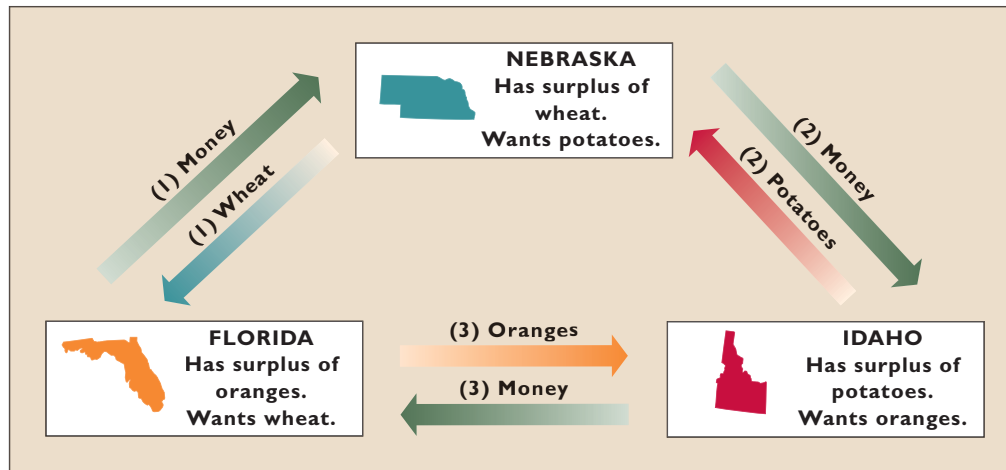 NEBRASKA
Has surplus of
wheat.
Wants potatoes.
(1) Money
(1) Wheat
(2) Money
(2) Potatoes
FLORIDA
Has surplus of
oranges.
Wants wheat.
(3) Oranges
(3) Money
IDAHO
Has surplus of
potatoes.
Wants oranges.